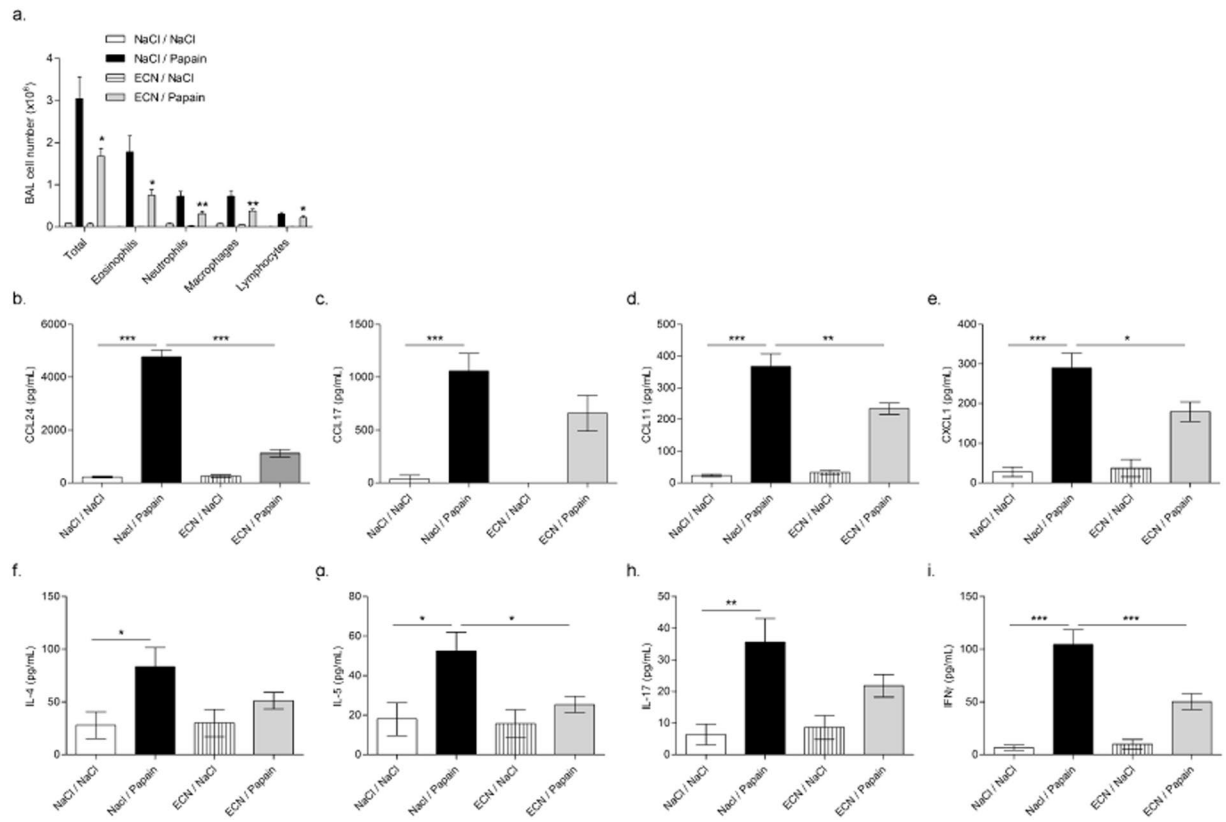 a.
NaCl / NaCl
NaCl / Papain
ECN / NaCl
ECN / Papain
BAL cell number (x10⁶)
4
3
2
1
0
* * ** ** *
Total Eosinophils Neutrophils Macrophages Lymphocytes
b.
CCL24 (pg/mL)
6000
4000
2000
0
*** ***
NaCl / NaCl Nacl / Papain ECN / NaCl ECN / Papain
c.
CCL17 (pg/mL)
1500
1000
500
0
***
NaCl / NaCl Nacl / Papain ECN / NaCl ECN / Papain
d.
CCL11 (pg/mL)
500
400
300
200
100
0
*** **
NaCl / NaCl Nacl / Papain ECN / NaCl ECN / Papain
e.
CXCL1 (pg/mL)
400
300
200
100
0
*** *
NaCl / NaCl Nacl / Papain ECN / NaCl ECN / Papain
f.
IL-4 (pg/mL)
150
100
50
0
*
NaCl / NaCl Nacl / Papain ECN / NaCl ECN / Papain
g.
IL-5 (pg/mL)
80
60
40
20
0
* *
NaCl / NaCl Nacl / Papain ECN / NaCl ECN / Papain
h.
IL-17 (pg/mL)
50
40
30
20
10
0
**
NaCl / NaCl Nacl / Papain ECN / NaCl ECN / Papain
i.
IFNγ (pg/mL)
150
100
50
0
*** ***
NaCl / NaCl Nacl / Papain ECN / NaCl ECN / Papain